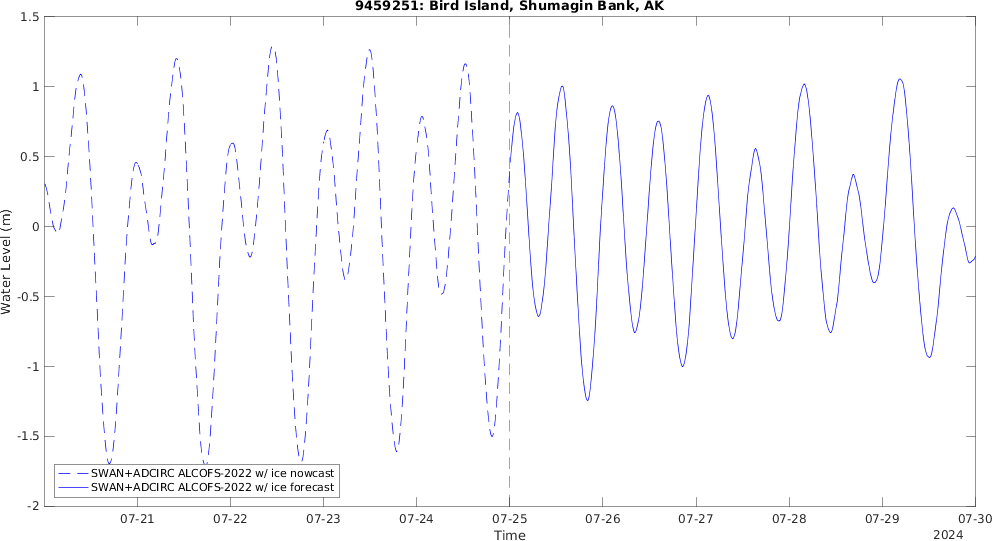 9459251: Bird Island, Shumagin Bank, AK
Water Level (m)
1.5
1
0.5
0
-0.5
-1
-1.5
-2
SWAN+ADCIRC ALCOFS-2022 w/ ice nowcast
SWAN+ADCIRC ALCOFS-2022 w/ ice forecast
07-21 07-22 07-23 07-24 07-25 07-26 07-27 07-28 07-29 07-30
Time
2024